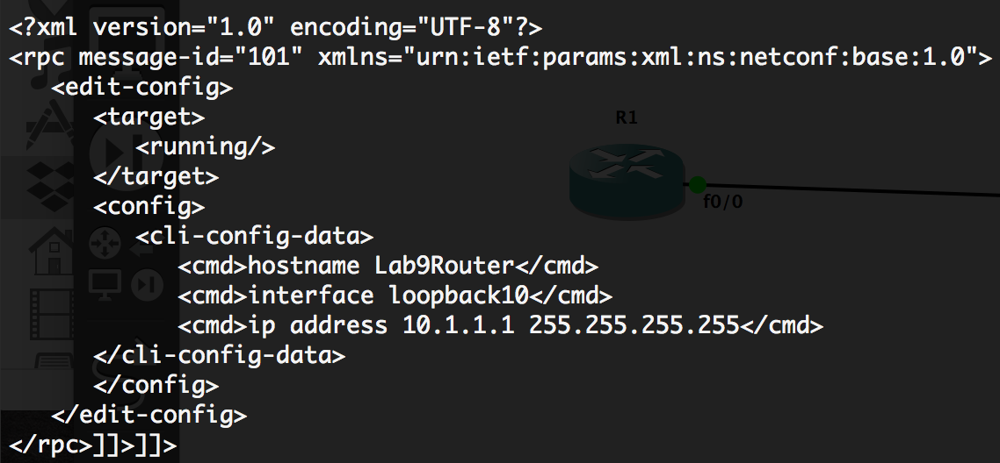 <?xml version="1.0" encoding="UTF-8"?>
<rpc message-id="101" xmlns="urn:ietf:params:xml:ns:netconf:base:1.0">
   <edit-config>
      <target>
         <running/>
      </target>
      <config>
         <cli-config-data>
            <cmd>hostname Lab9Router</cmd>
            <cmd>interface loopback10</cmd>
            <cmd>ip address 10.1.1.1 255.255.255.255</cmd>
      </cli-config-data>
      </config>
   </edit-config>
</rpc>]]>]]>
R1
f0/0